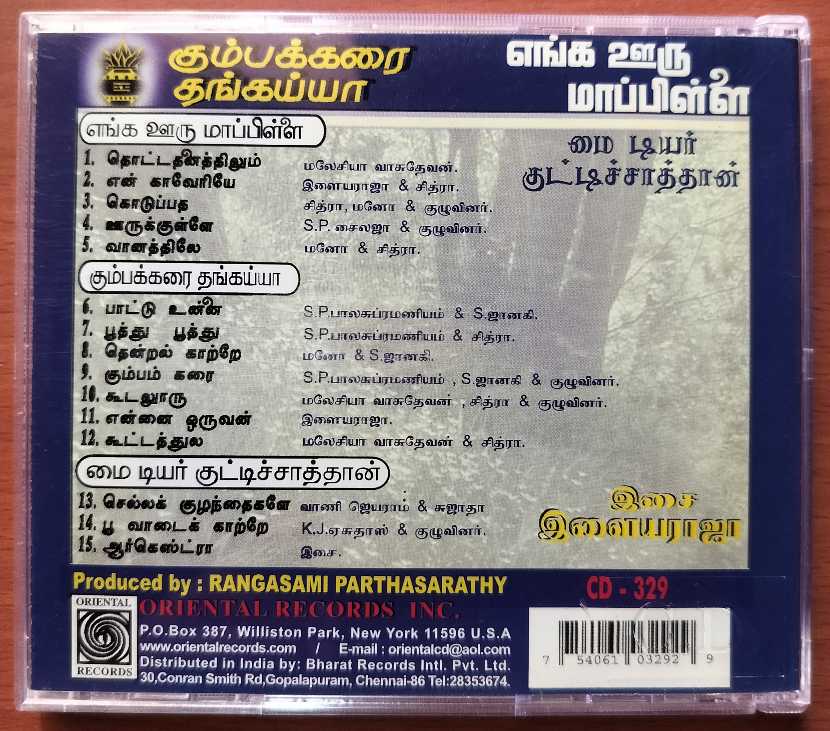 கும்பக்கரை
தங்கய்யா
எங்க ஊரு
மாப்பிள்ளை
மை டியர்
குட்டிச்சாத்தான்
எங்க ஊரு மாப்பிள்ளை
1. தொட்டதனைத்திலும் மலேசியா வாசுதேவன்.
2. என் காவேரியே இளையராஜா & சித்ரா.
3. கொடுப்பத சித்ரா, மனோ & குழுவினர்.
4. ஊருக்குள்ளே S.P. சைலஜா & குழுவினர்.
5. வானத்திலே மனோ & சித்ரா.
கும்பக்கரை தங்கய்யா
6. பாட்டு உன்னை S.P.பாலசுப்ரமணியம் & S.ஜானகி.
7. பூத்து பூத்து S.P.பாலசுப்ரமணியம் & சித்ரா.
8. தென்றல் காற்றே மனோ & S.ஜானகி.
9. கும்பம் கரை S.P.பாலசுப்ரமணியம் , S.ஜானகி & குழுவினர்.
10. கூடலூரு மலேசியா வாசுதேவன் , சித்ரா & குழுவினர்.
11. என்னை ஒருவன் இளையராஜா.
12. கூட்டத்துல மலேசியா வாசுதேவன் & சித்ரா.
மை டியர் குட்டிச்சாத்தான்
13. செல்லக் குழந்தைகளே வாணி ஜெயராம் & சுஜாதா
14. பூ வாடைக் காற்றே K.J.ஏசுதாஸ் & குழுவினர்.
15. ஆர்கெஸ்ட்ரா இசை.
இசை
இளையராஜா
Produced by : RANGASAMI PARTHASARATHY
CD - 329
ORIENTAL
RECORDS
ORIENTAL RECORDS INC.
P.O.Box 387, Williston Park, New York 11596 U.S.A
www.orientalrecords.com / E-mail : orientalcd@aol.com
Distributed in India by: Bharat Records Intl. Pvt. Ltd.
30,Conran Smith Rd,Gopalapuram, Chennai-86 Tel:28353674.
7 54061 03292 9